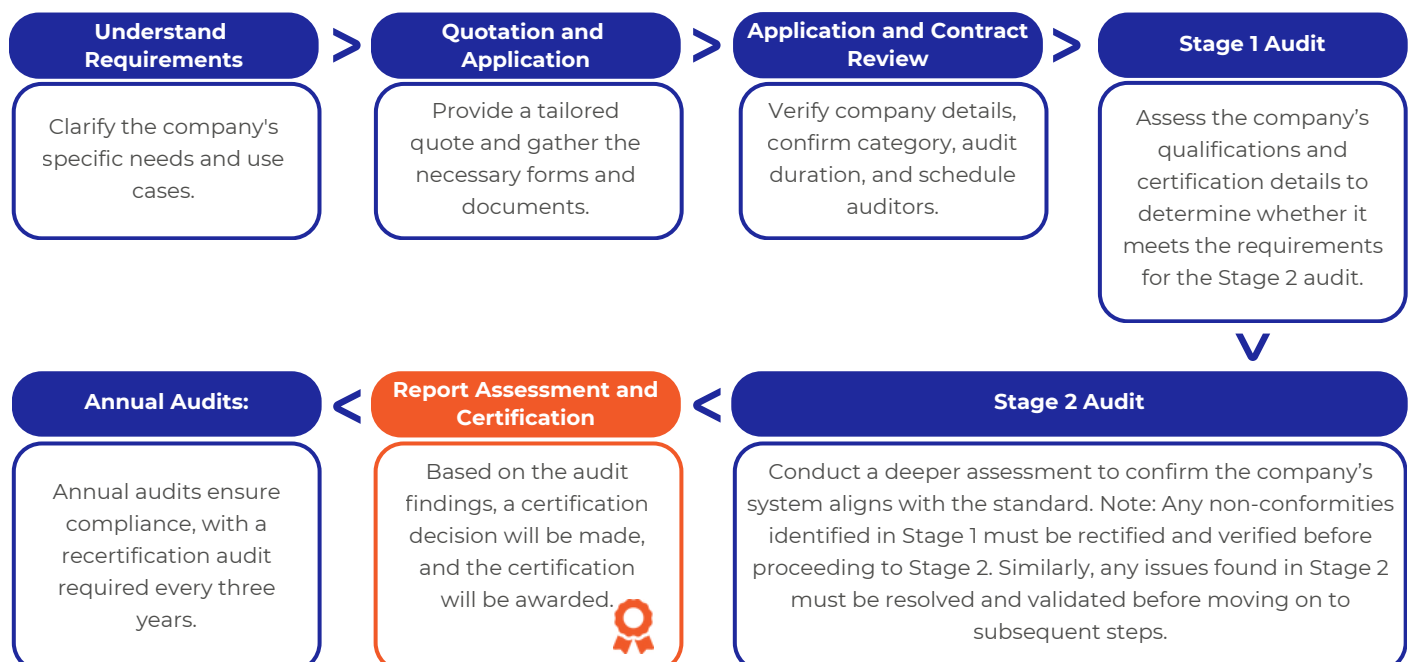 Understand
Requirements
>
Quotation and
Application
>
Application and Contract
Review
>
Stage 1 Audit
Clarify the company's
specific needs and use
cases.
Provide a tailored
quote and gather the
necessary forms and
documents.
Verify company details,
confirm category, audit
duration, and schedule
auditors.
Assess the company’s
qualifications and
certification details to
determine whether it
meets the requirements
for the Stage 2 audit.
Stage 2 Audit
Conduct a deeper assessment to confirm the company’s
system aligns with the standard. Note: Any non-conformities
identified in Stage 1 must be rectified and verified before
proceeding to Stage 2. Similarly, any issues found in Stage 2
must be resolved and validated before moving on to
subsequent steps.
<
Report Assessment and
Certification
Based on the audit
findings, a certification
decision will be made,
and the certification
will be awarded.
<
Annual Audits:
Annual audits ensure
compliance, with a
recertification audit
required every three
years.